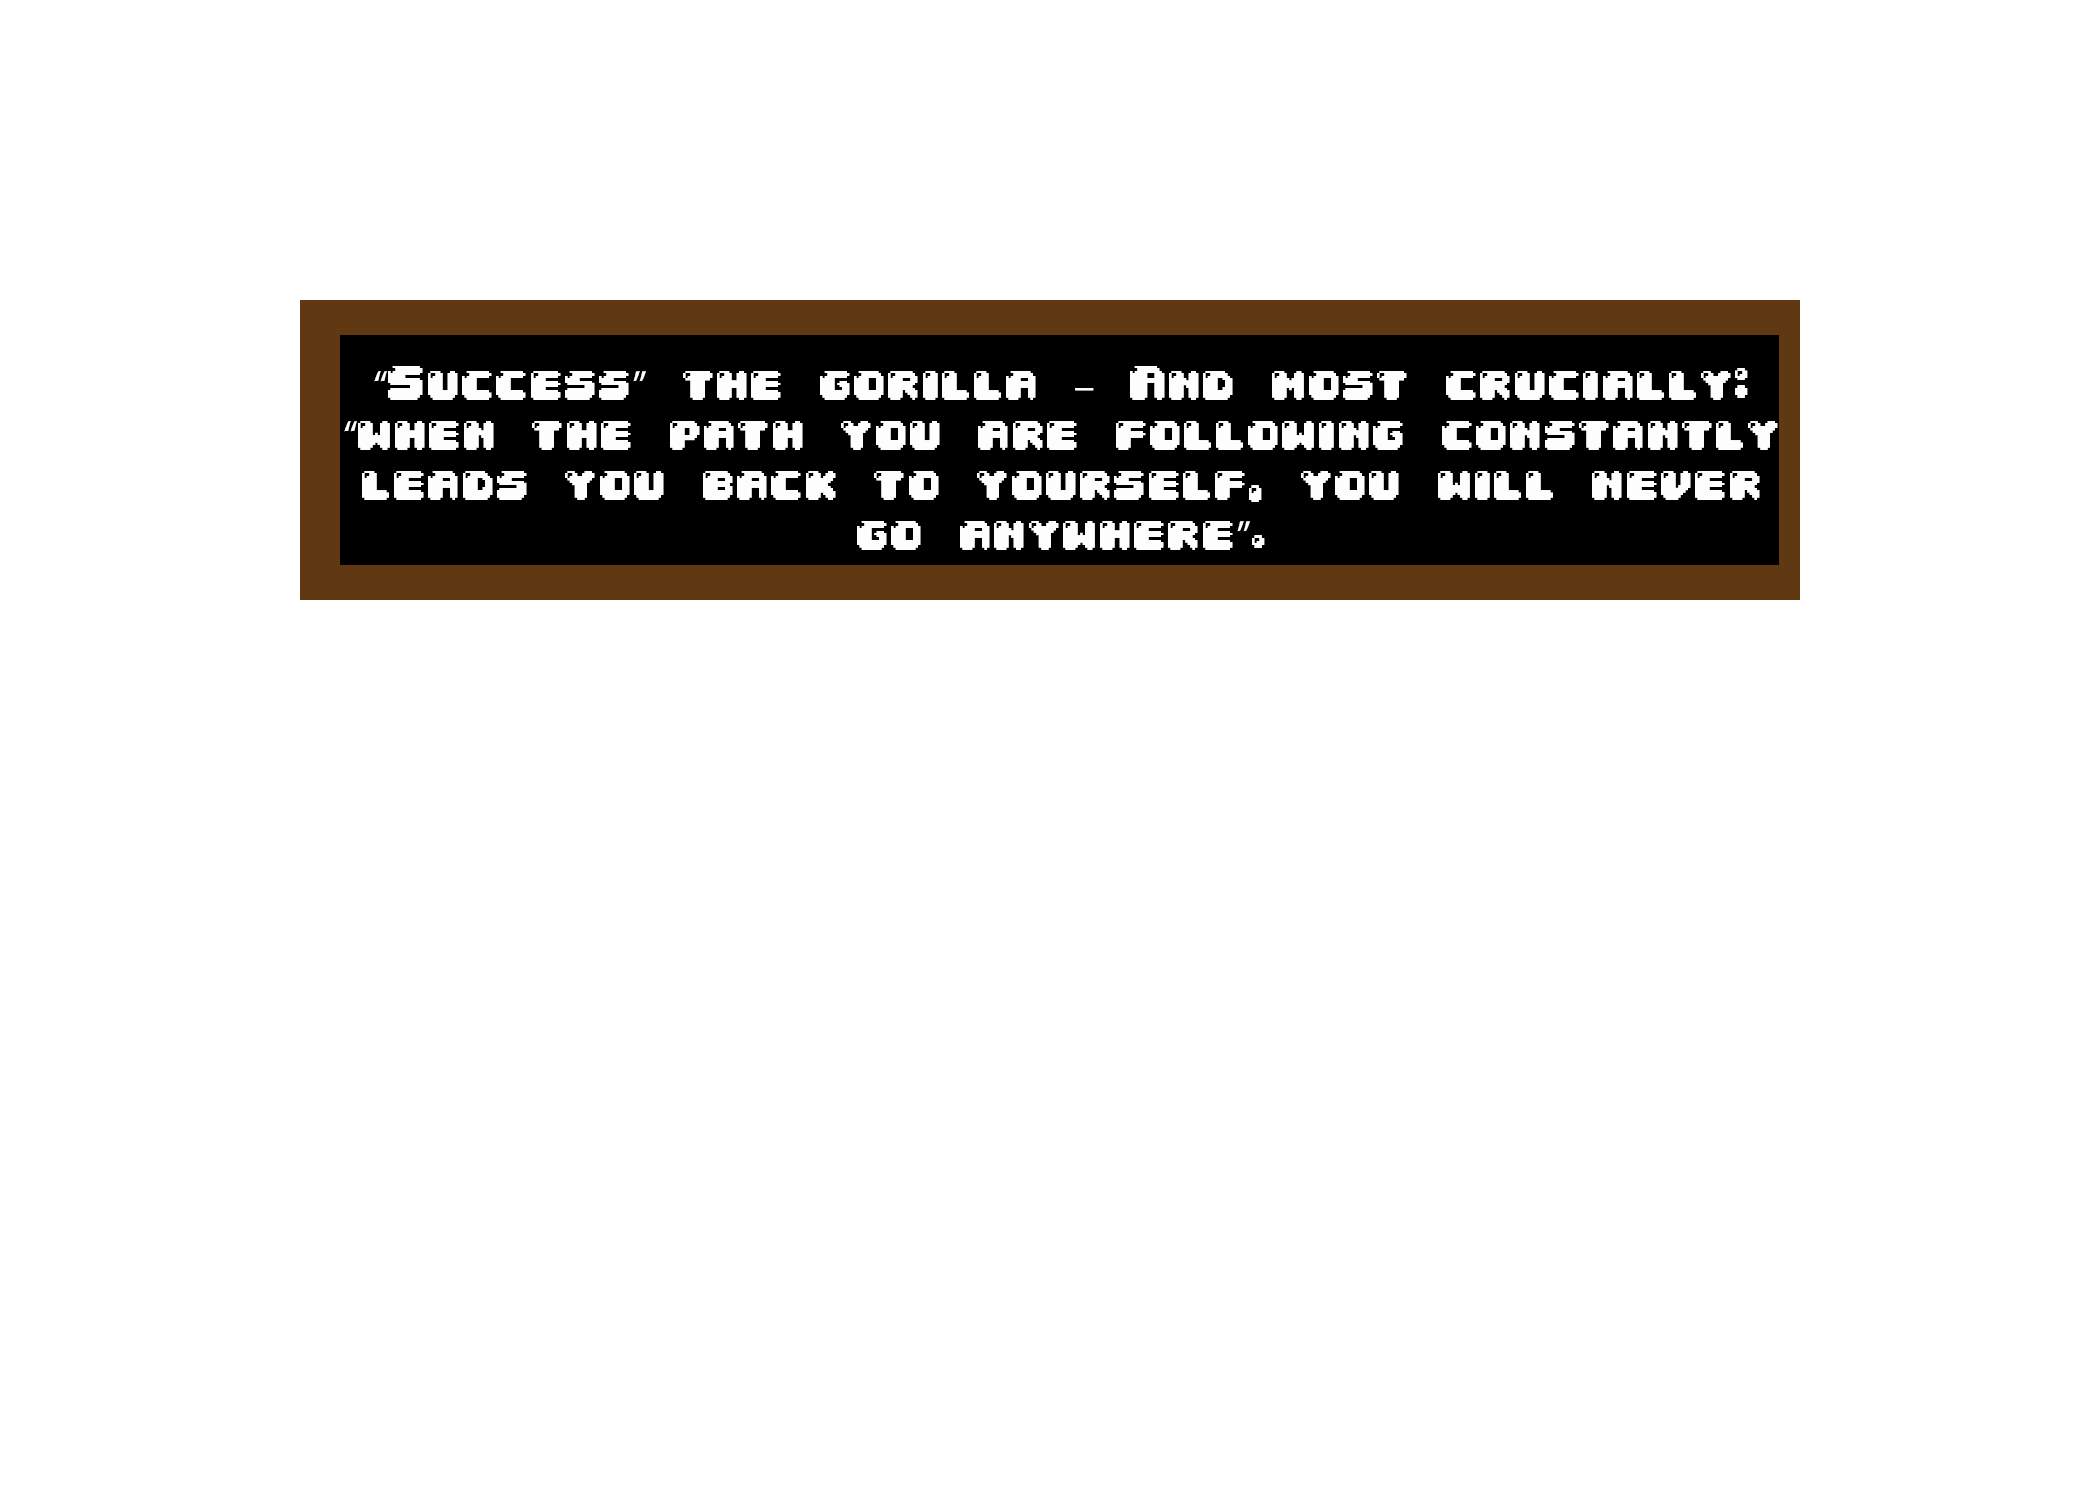 “Success” the gorilla – And most crucially:
“when the path you are following constantly
leads you back to yourself, you will never
go anywhere”.